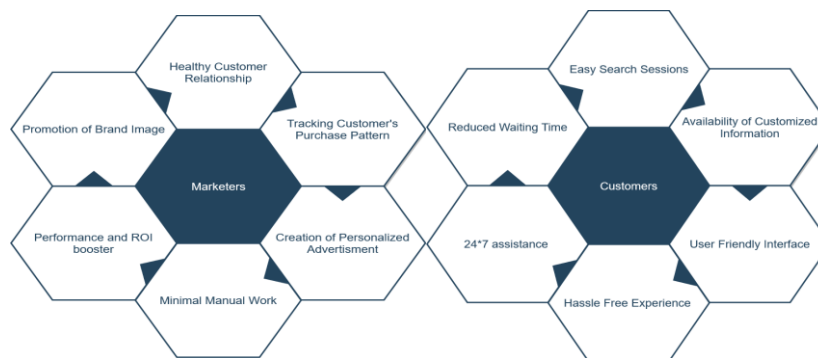 Healthy Customer
Relationship
Promotion of Brand Image
Tracking Customer's
Purchase Pattern
Marketers
Performance and ROI
booster
Creation of Personalized
Advertisment
Minimal Manual Work
Easy Search Sessions
Reduced Waiting Time
Availability of Customized
Information
Customers
24*7 assistance
User Friendly Interface
Hassle Free Experience